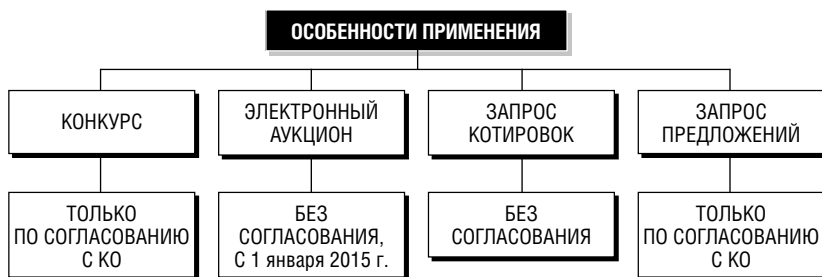 ОСОБЕННОСТИ ПРИМЕНЕНИЯ
КОНКУРС
ЭЛЕКТРОННЫЙ
АУКЦИОН
ЗАПРОС
КОТИРОВОК
ЗАПРОС
ПРЕДЛОЖЕНИЙ
ТОЛЬКО
ПО СОГЛАСОВАНИЮ
С КО
БЕЗ
СОГЛАСОВАНИЯ,
С 1 января 2015 г.
БЕЗ
СОГЛАСОВАНИЯ
ТОЛЬКО
ПО СОГЛАСОВАНИЮ
С КО